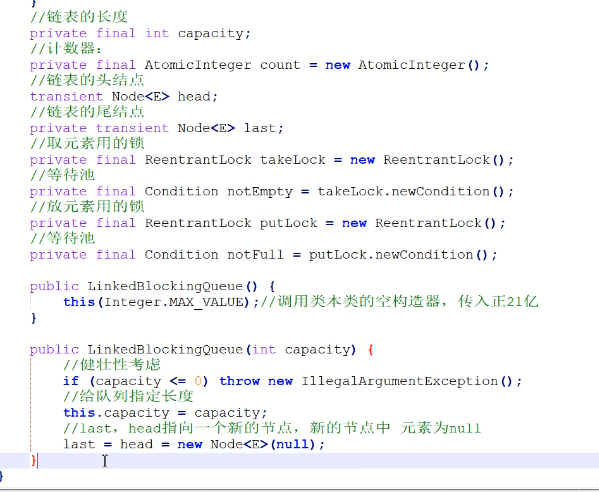 }
//链表的长度
private final int capacity;
//计数器：
private final AtomicInteger count = new AtomicInteger();
//链表的头结点
transient Node<E> head;
//链表的尾结点
private transient Node<E> last;
//取元素用的锁
private final ReentrantLock takeLock = new ReentrantLock();
//等待池
private final Condition notEmpty = takeLock.newCondition();
//放元素用的锁
private final ReentrantLock putLock = new ReentrantLock();
//等待池
private final Condition notFull = putLock.newCondition();
public LinkedBlockingQueue() {
this(Integer.MAX_VALUE);//调用类本类的空构造器，传入正21亿
}
public LinkedBlockingQueue(int capacity) {
//健壮性考虑
if (capacity <= 0) throw new IllegalArgumentException();
//给队列指定长度
this.capacity = capacity;
//last，head指向一个新的节点，新的节点中 元素为null
last = head = new Node<E>(null);
}
}